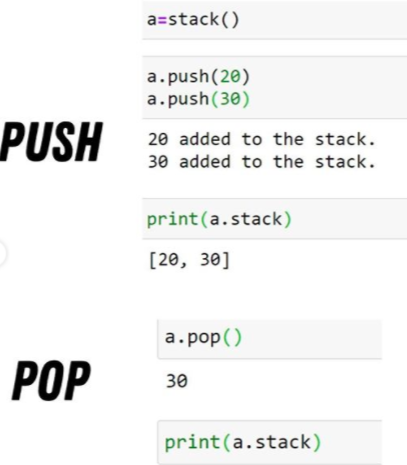 a=stack()
a.push(20)
a.push(30)
PUSH
20 added to the stack.
30 added to the stack.
print(a.stack)
[20, 30]
a.pop()
POP
30
print(a.stack)